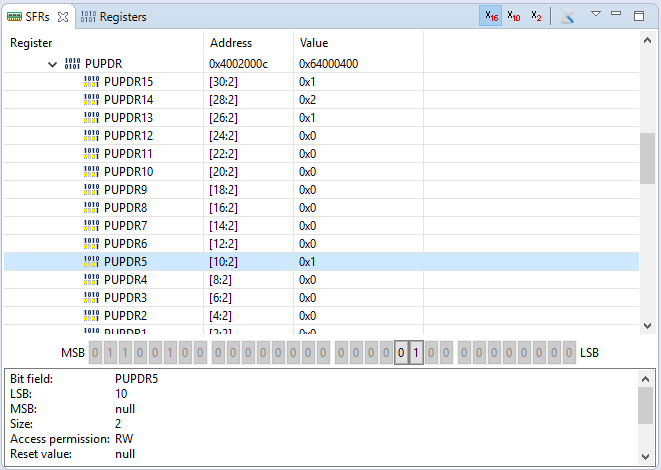 SFRs Registers X16 X10 X2
Register Address Value
PUPDR 0x4002000c 0x64000400
PUPDR15 [30:2] 0x1
PUPDR14 [28:2] 0x2
PUPDR13 [26:2] 0x1
PUPDR12 [24:2] 0x0
PUPDR11 [22:2] 0x0
PUPDR10 [20:2] 0x0
PUPDR9 [18:2] 0x0
PUPDR8 [16:2] 0x0
PUPDR7 [14:2] 0x0
PUPDR6 [12:2] 0x0
PUPDR5 [10:2] 0x1
PUPDR4 [8:2] 0x0
PUPDR3 [6:2] 0x0
PUPDR2 [4:2] 0x0
PUPDR1 [2:2] 0x0
MSB 0 1 1 0 0 1 0 0 0 0 0 0 0 0 0 0 0 0 0 0 0 1 0 0 0 0 0 0 0 0 0 0 LSB
Bit field: PUPDR5
LSB: 10
MSB: null
Size: 2
Access permission: RW
Reset value: null